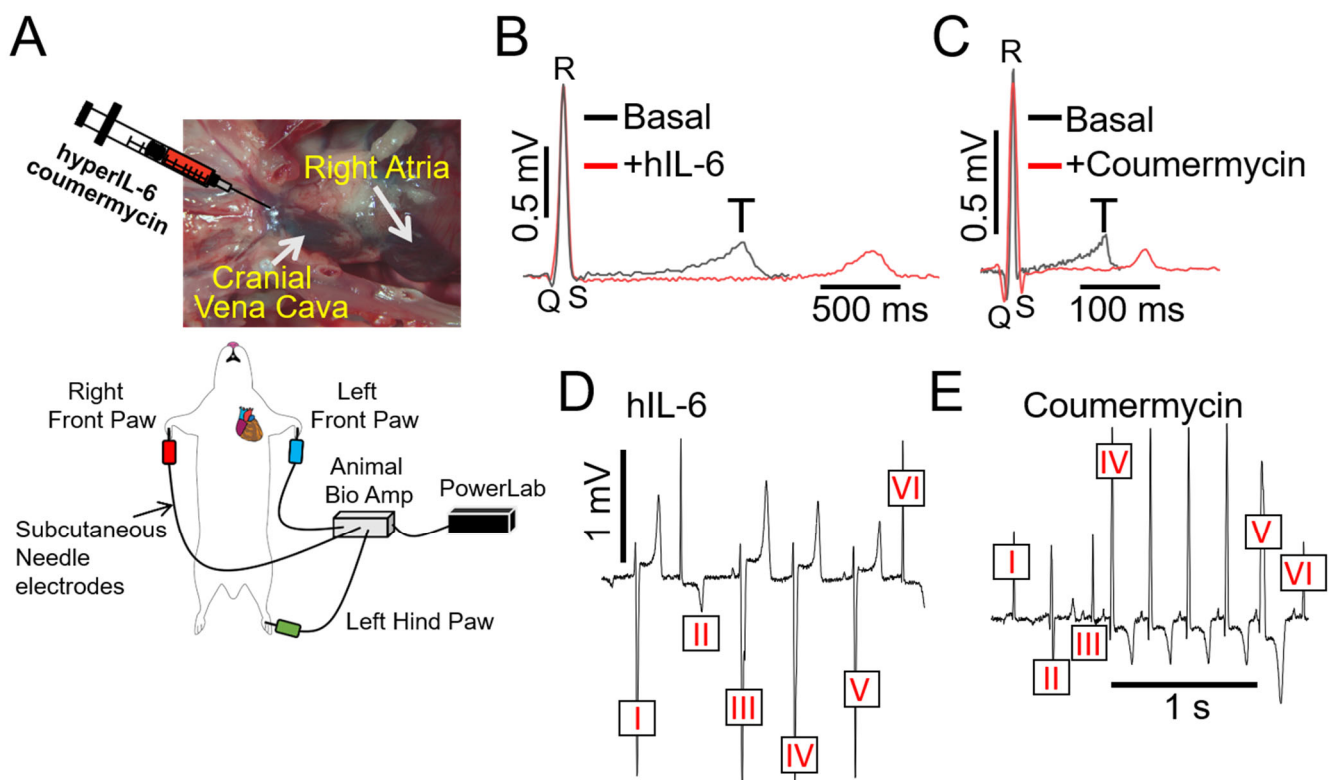 A
hyperIL-6
coumermycin
Right Atria
Cranial
Vena Cava
Right
Front Paw
Left
Front Paw
Animal
Bio Amp
PowerLab
Subcutaneous
Needle
electrodes
Left Hind Paw
B
R
Basal
+hIL-6
0.5 mV
T
Q
S
500 ms
C
R
Basal
+Coumermycin
0.5 mV
T
Q
S
100 ms
D
hIL-6
1 mV
I
II
III
IV
V
VI
E
Coumermycin
I
II
III
IV
V
VI
1 s